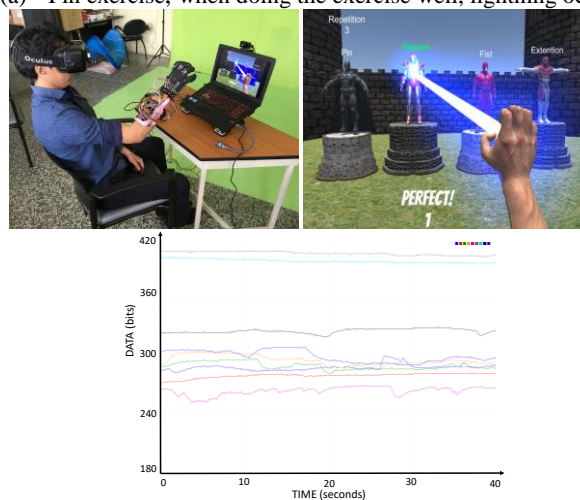 (a) Pin exercise, when doing the exercise well, lightning
Oculus
Repetition
3
Pin
Fist
Extention
PERFECT!
1
420
360
300
240
180
DATA (bits)
0
10
20
30
40
TIME (seconds)